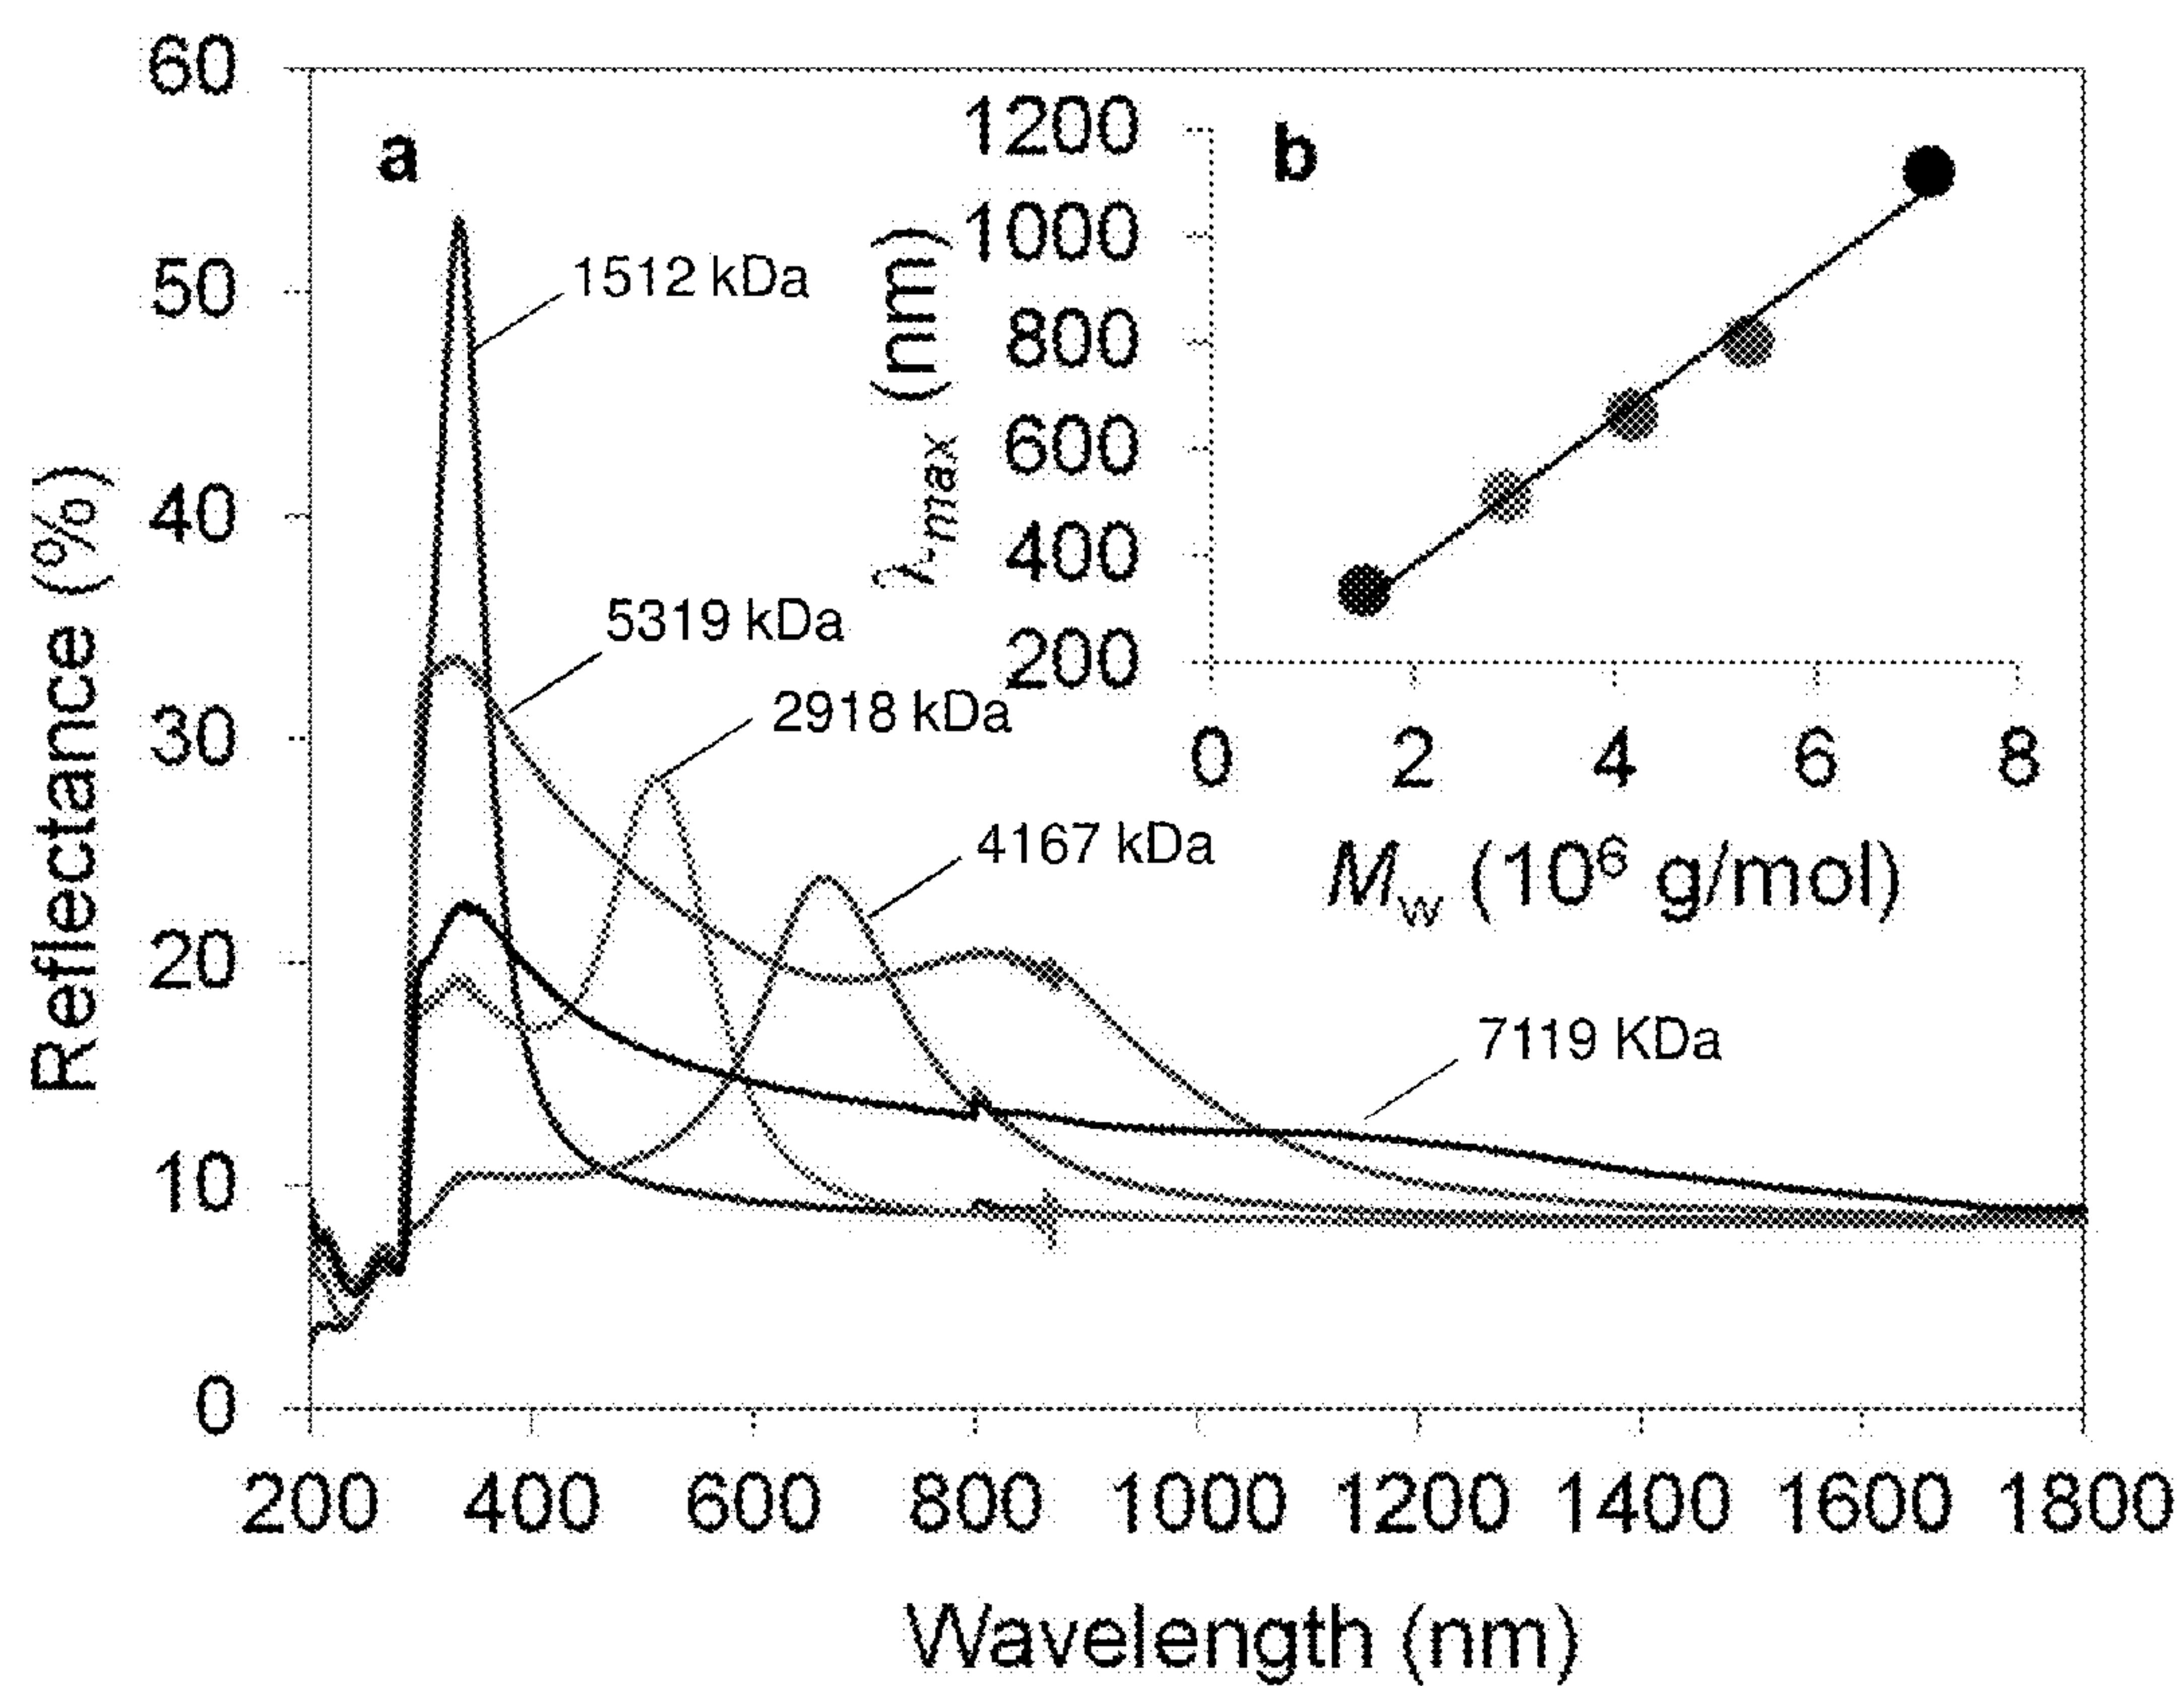 60
50
40
30
20
10
0
Reflectance (%)
200 400 600 800 1000 1200 1400 1600 1800
Wavelength (nm)
a
1512 kDa
5319 kDa
2918 kDa
4167 kDa
7119 KDa
b
1200
1000
800
600
400
200
λ-max (nm)
0 2 4 6 8
Mw (10⁶ g/mol)